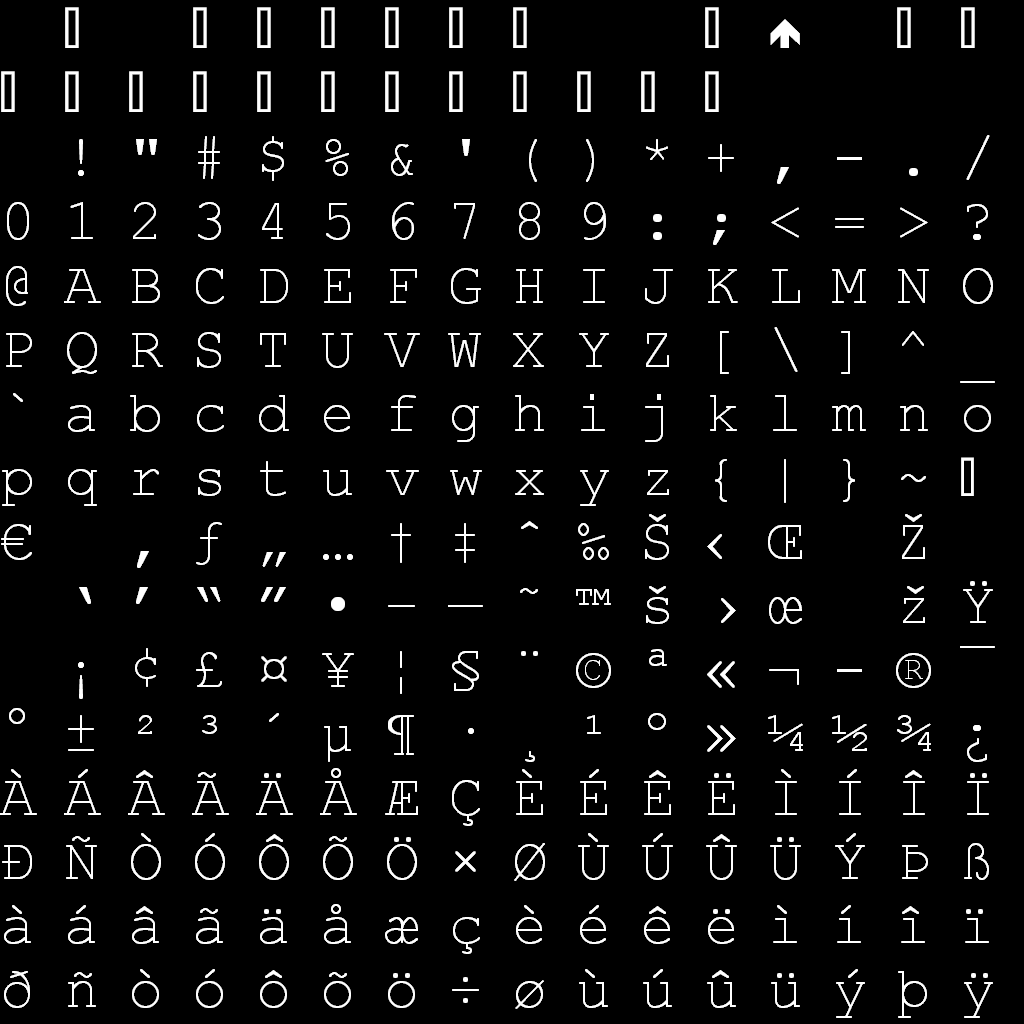 ▯ ▯ ▯ ▯ ▯ ▯ ▯ ▯ 🡹 ▯ ▯
▯ ▯ ▯ ▯ ▯ ▯ ▯ ▯ ▯ ▯ ▯ ▯
! " # $ % & ' ( ) * + , - . /
0 1 2 3 4 5 6 7 8 9 : ; < = > ?
@ A B C D E F G H I J K L M N O
P Q R S T U V W X Y Z [ \ ] ^ _
` a b c d e f g h i j k l m n o
p q r s t u v w x y z { | } ~ ▯
€ ‚ ƒ „ … † ‡ ˆ ‰ Š ‹ Œ Ž
‘ ’ “ ” • – — ˜ ™ š › œ ž Ÿ
¡ ¢ £ ¤ ¥ ¦ § ¨ © ª « ¬ - ® ¯
° ± ² ³ ´ µ ¶ · ¸ ¹ º » ¼ ½ ¾ ¿
À Á Â Ã Ä Å Æ Ç È É Ê Ë Ì Í Î Ï
Ð Ñ Ò Ó Ô Õ Ö × Ø Ù Ú Û Ü Ý Þ ß
à á â ã ä å æ ç è é ê ë ì í î ï
ð ñ ò ó ô õ ö ÷ ø ù ú û ü ý þ ÿ